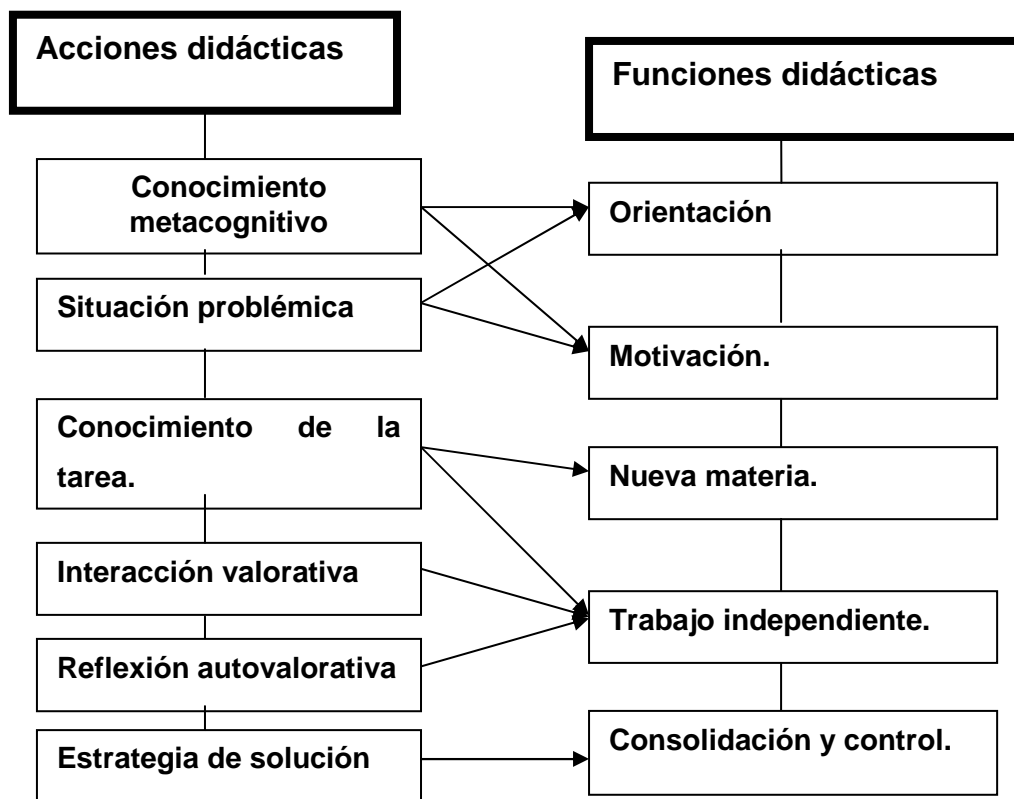 Acciones didácticas
Conocimiento
metacognitivo
Situación problémica
Conocimiento de la
tarea.
Interacción valorativa
Reflexión autovalorativa
Estrategia de solución
Funciones didácticas
Orientación
Motivación.
Nueva materia.
Trabajo independiente.
Consolidación y control.